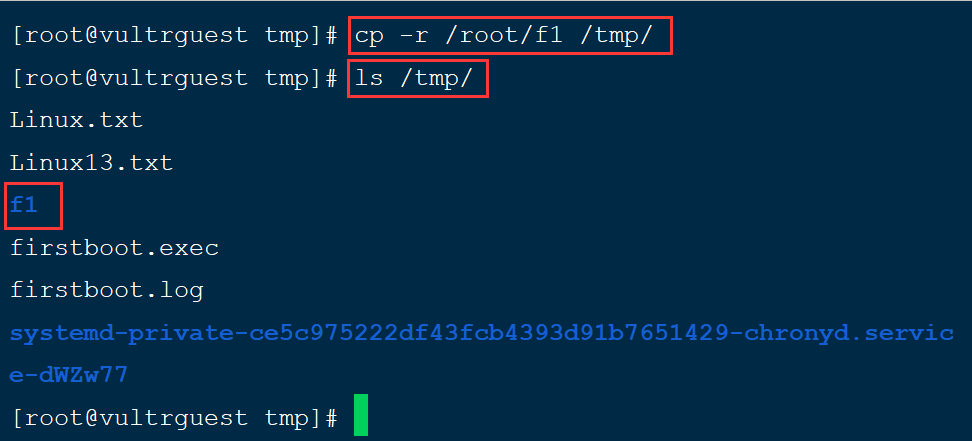 [root@vultrguest tmp]# cp -r /root/f1 /tmp/
[root@vultrguest tmp]# ls /tmp/
Linux.txt
Linux13.txt
f1
firstboot.exec
firstboot.log
systemd-private-ce5c975222df43fcb4393d91b7651429-chronyd.servic
e-dWZw77
[root@vultrguest tmp]#